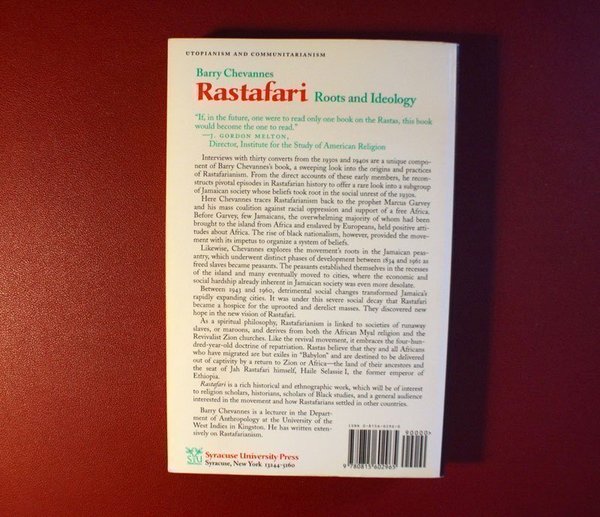 UTOPIANISM AND COMMUNITARIANISM
Barry Chevannes
Rastafari Roots and Ideology
"If, in the future, one were to read only one book on the Rastas, this book
would become the one to read."
—J. GORDON MELTON,
Director, Institute for the Study of American Religion
Interviews with thirty converts from the 1930s and 1940s are a unique compo-
nent of Barry Chevannes's book, a sweeping look into the origins and practices
of Rastafarianism. From the direct accounts of these early members, he recon-
structs pivotal episodes in Rastafarian history to offer a rare look into a subgroup
of Jamaican society whose beliefs took root in the social unrest of the 1930s.
Here Chevannes traces Rastafarianism back to the prophet Marcus Garvey
and his mass coalition against racial oppression and support of a free Africa.
Before Garvey, few Jamaicans, the overwhelming majority of whom had been
brought to the island from Africa and enslaved by Europeans, held positive atti-
tudes about Africa. The rise of black nationalism, however, provided the move-
ment with its impetus to organize a system of beliefs.
Likewise, Chevannes explores the movement's roots in the Jamaican peas-
antry, which underwent distinct phases of development between 1834 and 1961 as
freed slaves became peasants. The peasants established themselves in the recesses
of the island and many eventually moved to cities, where the economic and
social hardship already inherent in Jamaican society was even more desolate.
Between 1943 and 1960, detrimental social changes transformed Jamaica's
rapidly expanding cities. It was under this severe social decay that Rastafari
became a hospice for the uprooted and derelict masses. They discovered new
hope in the new vision of Rastafari.
As a spiritual philosophy, Rastafarianism is linked to societies of runaway
slaves, or maroons, and derives from both the African Myal religion and the
Revivalist Zion churches. Like the revival movement, it embraces the four-hun-
dred-year-old doctrine of repatriation. Rastas believe that they and all Africans
who have migrated are but exiles in "Babylon" and are destined to be delivered
out of captivity by a return to Zion or Africa—the land of their ancestors and
the seat of Jah Rastafari himself, Haile Selassie I, the former emperor of
Ethiopia.
Rastafari is a rich historical and ethnographic work, which will be of interest
to religion scholars, historians, scholars of Black studies, and a general audience
interested in the movement and how Rastafarians settled in other countries.
Barry Chevannes is a lecturer in the Depart-
ment of Anthropology at the University of the
West Indies in Kingston. He has written exten-
sively on Rastafarianism.
ISBN 0-8156-0296-0
90000>
9 780815 602965
SYU
Syracuse University Press
Syracuse, New York 13244-5160